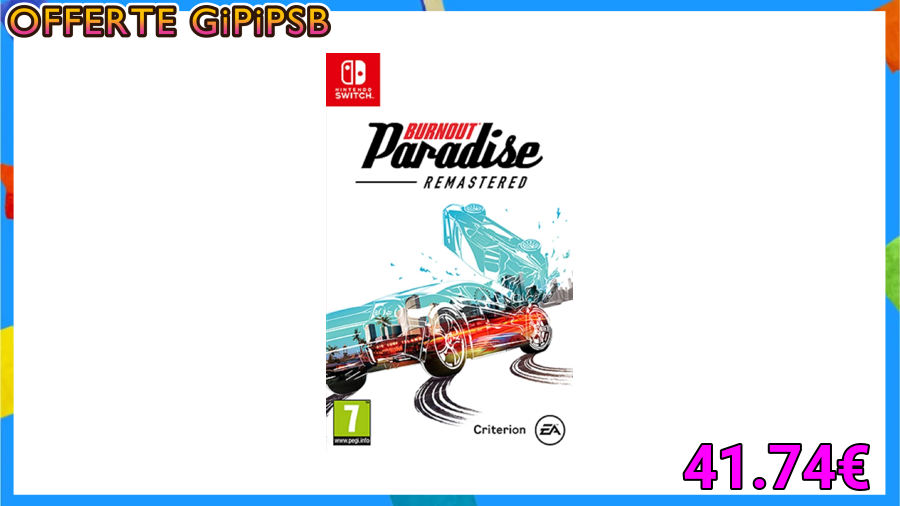 OFFERTE GiPiPSB
NINTENDO
SWITCH.
BURNOUT
Paradise
REMASTERED
7
www.pegi.info
Criterion
EA
41.74€